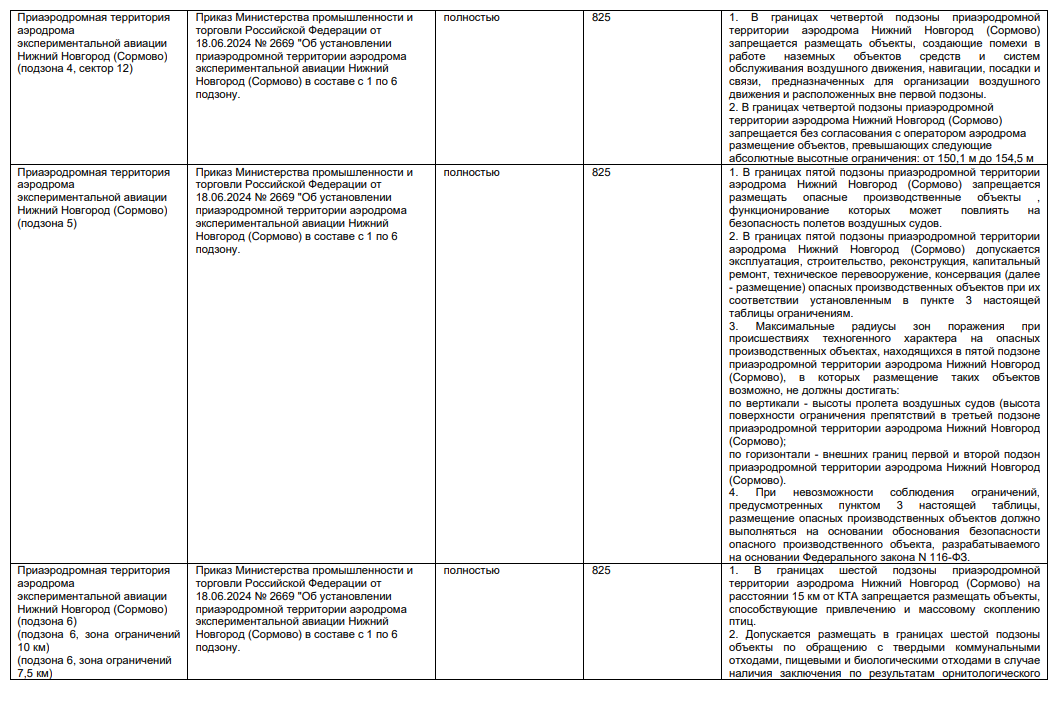 Приаэродромная территория
аэродрома
экспериментальной авиации
Нижний Новгород (Сормово)
(подзона 4, сектор 12)
Приказ Министерства промышленности и
торговли Российской Федерации от
18.06.2024 № 2669 "Об установлении
приаэродромной территории аэродрома
экспериментальной авиации Нижний
Новгород (Сормово) в составе с 1 по 6
подзону.
полностью
825
1. В границах четвертой подзоны приаэродромной
территории аэродрома Нижний Новгород (Сормово)
запрещается размещать объекты, создающие помехи в
работе наземных объектов средств и систем
обслуживания воздушного движения, навигации, посадки и
связи, предназначенных для организации воздушного
движения и расположенных вне первой подзоны.
2. В границах четвертой подзоны приаэродромной
территории аэродрома Нижний Новгород (Сормово)
запрещается без согласования с оператором аэродрома
размещение объектов, превышающих следующие
абсолютные высотные ограничения: от 150,1 м до 154,5 м
Приаэродромная территория
аэродрома
экспериментальной авиации
Нижний Новгород (Сормово)
(подзона 5)
Приказ Министерства промышленности и
торговли Российской Федерации от
18.06.2024 № 2669 "Об установлении
приаэродромной территории аэродрома
экспериментальной авиации Нижний
Новгород (Сормово) в составе с 1 по 6
подзону.
полностью
825
1. В границах пятой подзоны приаэродромной территории
аэродрома Нижний Новгород (Сормово) запрещается
размещать опасные производственные объекты ,
функционирование которых может повлиять на
безопасность полетов воздушных судов.
2. В границах пятой подзоны приаэродромной территории
аэродрома Нижний Новгород (Сормово) допускается
эксплуатация, строительство, реконструкция, капитальный
ремонт, техническое перевооружение, консервация (далее
- размещение) опасных производственных объектов при их
соответствии установленным в пункте 3 настоящей
таблицы ограничениям.
3. Максимальные радиусы зон поражения при
происшествиях техногенного характера на опасных
производственных объектах, находящихся в пятой подзоне
приаэродромной территории аэродрома Нижний Новгород
(Сормово), в которых размещение таких объектов
возможно, не должны достигать:
по вертикали - высоты пролета воздушных судов (высота
поверхности ограничения препятствий в третьей подзоне
приаэродромной территории аэродрома Нижний Новгород
(Сормово);
по горизонтали - внешних границ первой и второй подзон
приаэродромной территории аэродрома Нижний Новгород
(Сормово).
4. При невозможности соблюдения ограничений,
предусмотренных пунктом 3 настоящей таблицы,
размещение опасных производственных объектов должно
выполняться на основании обоснования безопасности
опасного производственного объекта, разрабатываемого
на основании Федерального закона N 116-ФЗ.
Приаэродромная территория
аэродрома
экспериментальной авиации
Нижний Новгород (Сормово)
(подзона 6)
(подзона 6, зона ограничений
10 км)
(подзона 6, зона ограничений
7,5 км)
Приказ Министерства промышленности и
торговли Российской Федерации от
18.06.2024 № 2669 "Об установлении
приаэродромной территории аэродрома
экспериментальной авиации Нижний
Новгород (Сормово) в составе с 1 по 6
подзону.
полностью
825
1. В границах шестой подзоны приаэродромной
территории аэродрома Нижний Новгород (Сормово) на
расстоянии 15 км от КТА запрещается размещать объекты,
способствующие привлечению и массовому скоплению
птиц.
2. Допускается размещать в границах шестой подзоны
объекты по обращению с твердыми коммунальными
отходами, пищевыми и биологическими отходами в случае
наличия заключения по результатам орнитологического